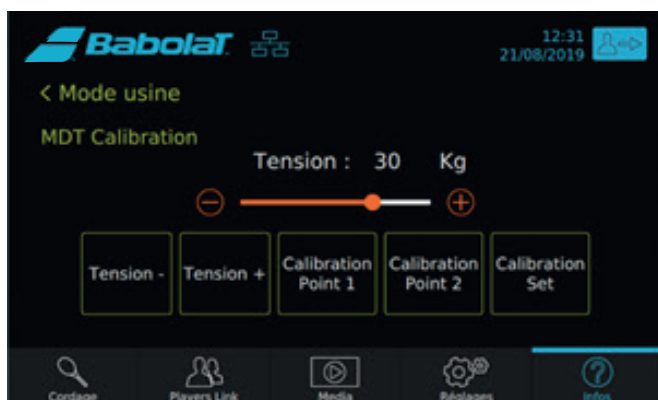 BabolaT
12:31
21/08/2019
< Mode usine
MDT Calibration
Tension : 30 Kg
Tension -
Tension +
Calibration
Point 1
Calibration
Point 2
Calibration
Set
Cordage
Players Link
Media
Réglages
Infos